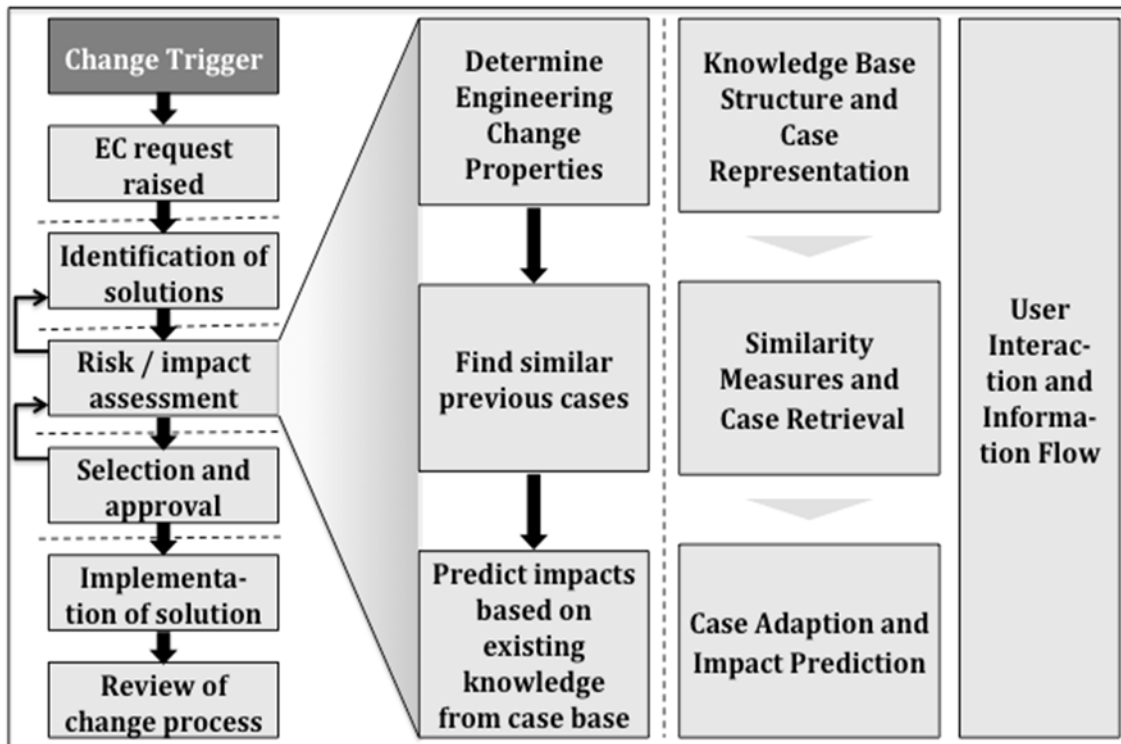 Change Trigger
EC request
raised
Identification of
solutions
Risk / impact
assessment
Selection and
approval
Implementa-
tion of solution
Review of
change process
Determine
Engineering
Change
Properties
Find similar
previous cases
Predict impacts
based on
existing
knowledge
from case base
Knowledge Base
Structure and
Case
Representation
Similarity
Measures and
Case Retrieval
Case Adaption and
Impact Prediction
User
Interac-
tion and
Informa-
tion Flow